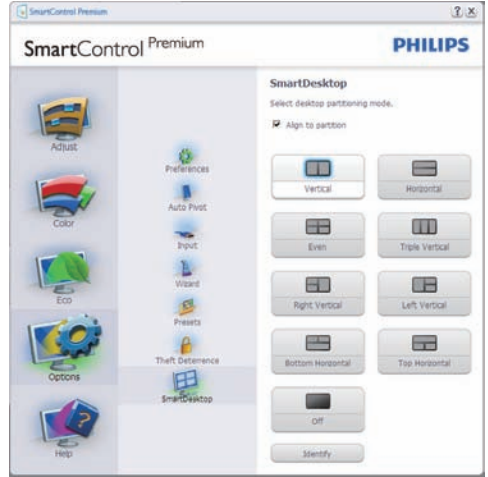 SmartControl Premium
SmartControl Premium
PHILIPS
Adjust
Color
Eco
Options
Help
Preferences
Auto Pivot
Input
Wizard
Presets
Theft Deterrence
SmartDesktop
SmartDesktop
Select desktop partitioning mode.
Align to partition
Vertical
Horizontal
Even
Triple Vertical
Right Vertical
Left Vertical
Bottom Horizontal
Top Horizontal
Off
Identify